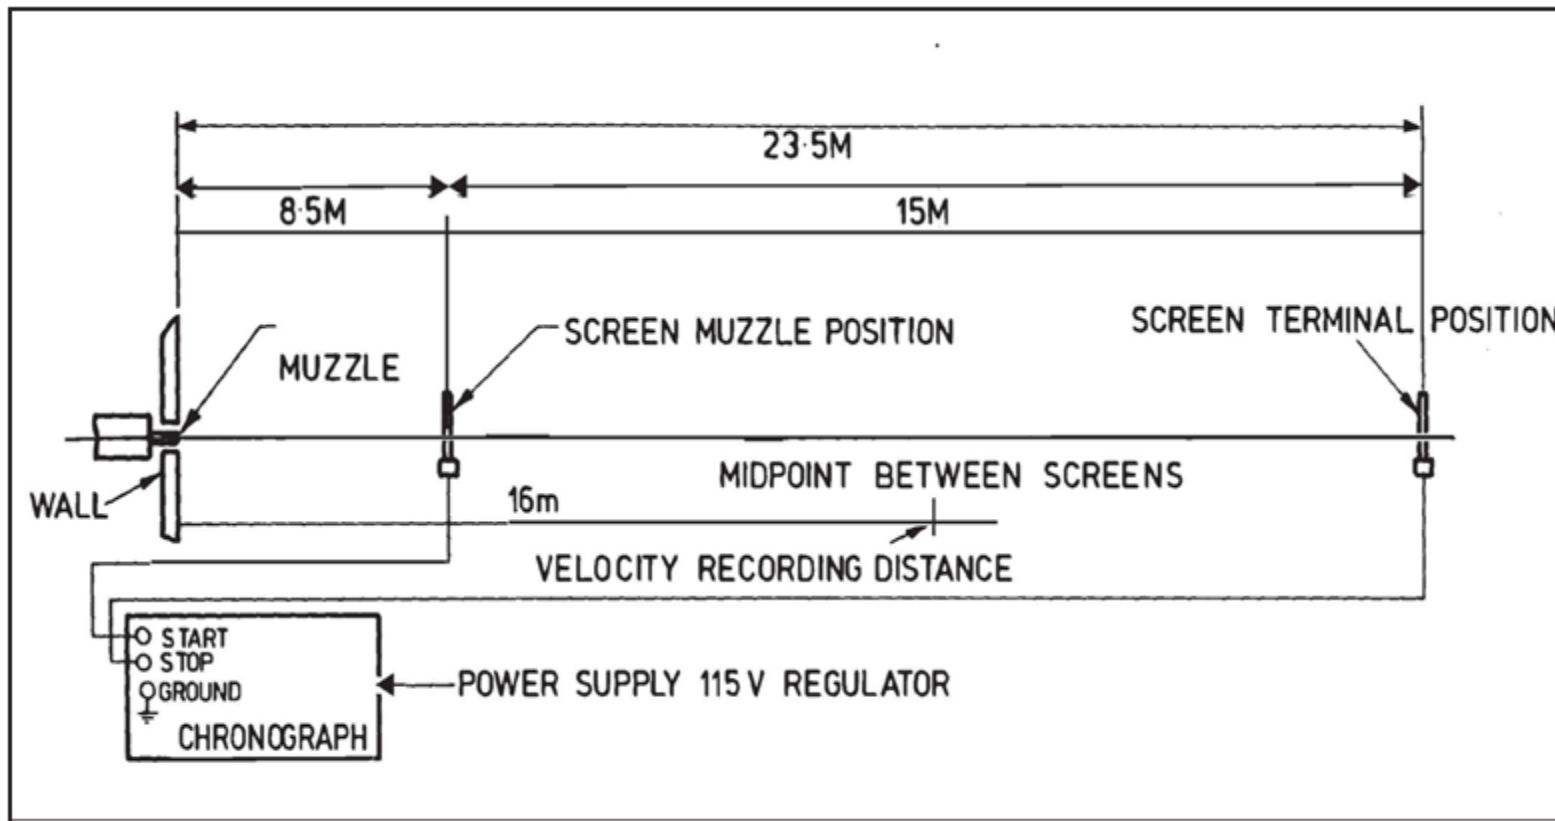 23·5M
8·5M
15M
SCREEN MUZZLE POSITION
SCREEN TERMINAL POSITION
MUZZLE
MIDPOINT BETWEEN SCREENS
WALL
16m
VELOCITY RECORDING DISTANCE
START
STOP
GROUND
POWER SUPPLY 115 V REGULATOR
CHRONOGRAPH